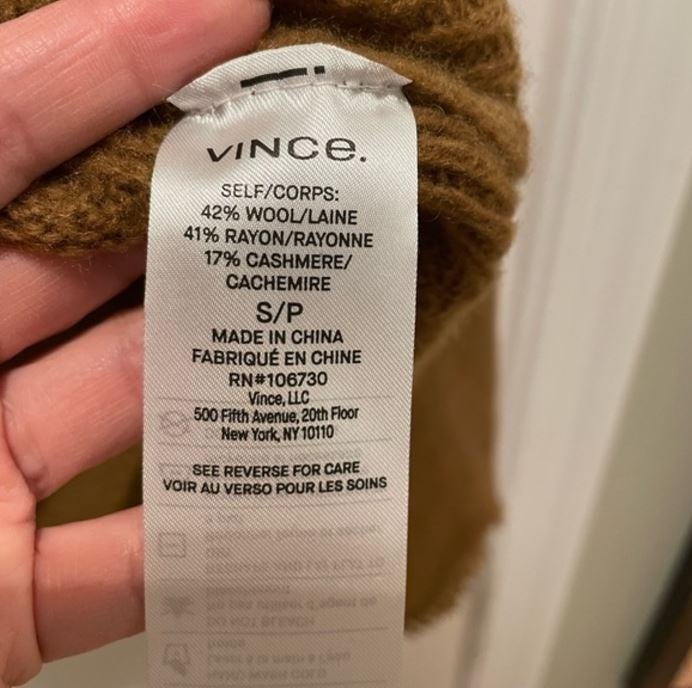 VINCE.
SELF/CORPS:
42% WOOL/LAINE
41% RAYON/RAYONNE
17% CASHMERE/
CACHEMIRE
S/P
MADE IN CHINA
FABRIQUÉ EN CHINE
RN#106730
Vince, LLC
500 Fifth Avenue, 20th Floor
New York, NY 10110
SEE REVERSE FOR CARE
VOIR AU VERSO POUR LES SOINS